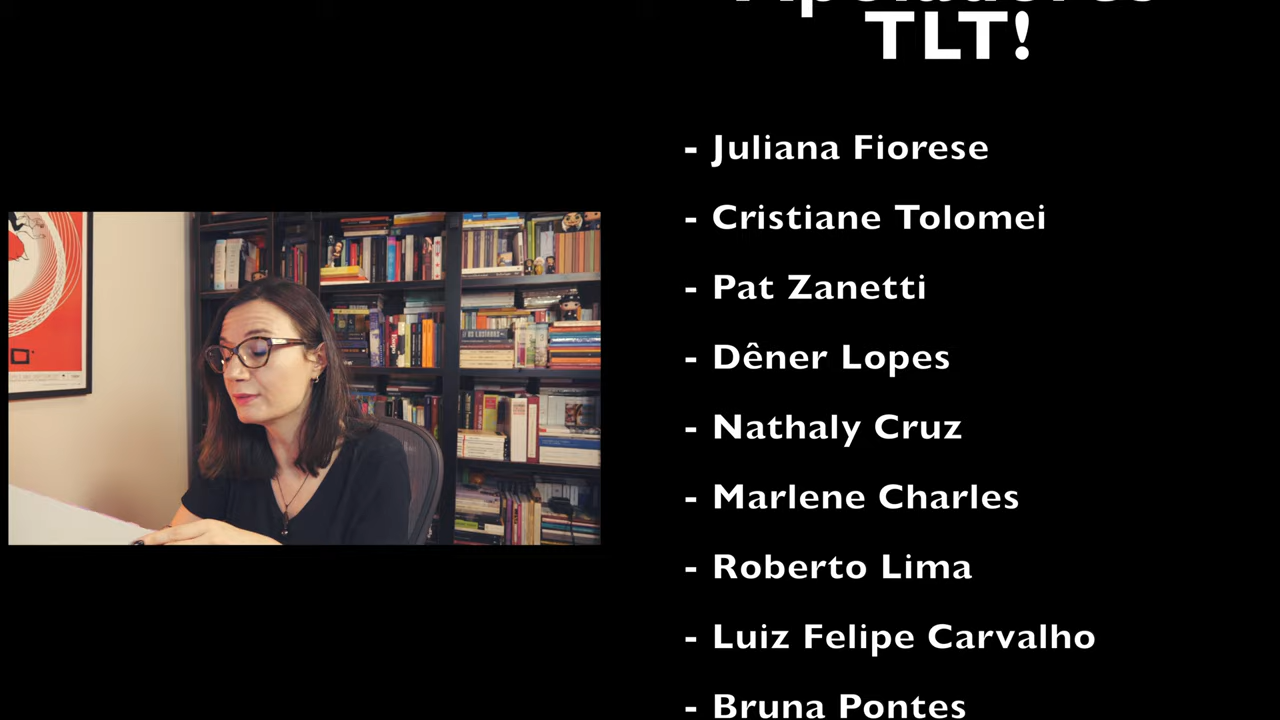 Apoiadores
TLT!
- Juliana Fiorese
- Cristiane Tolomei
- Pat Zanetti
- Dêner Lopes
- Nathaly Cruz
- Marlene Charles
- Roberto Lima
- Luiz Felipe Carvalho
- Bruna Pontes